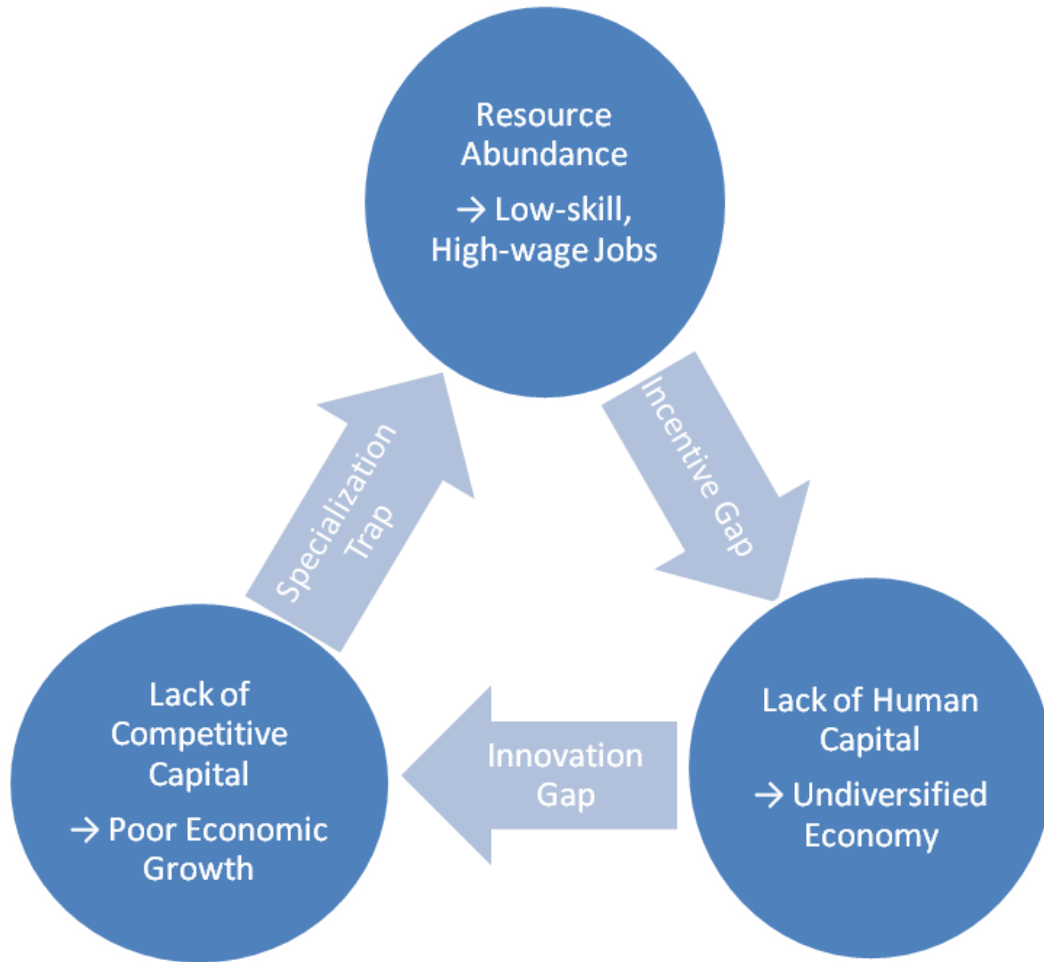 Resource
Abundance
→ Low-skill,
High-wage Jobs
Incentive Gap
Lack of Human
Capital
→ Undiversified
Economy
Innovation
Gap
Lack of
Competitive
Capital
→ Poor Economic
Growth
Specialization
Trap